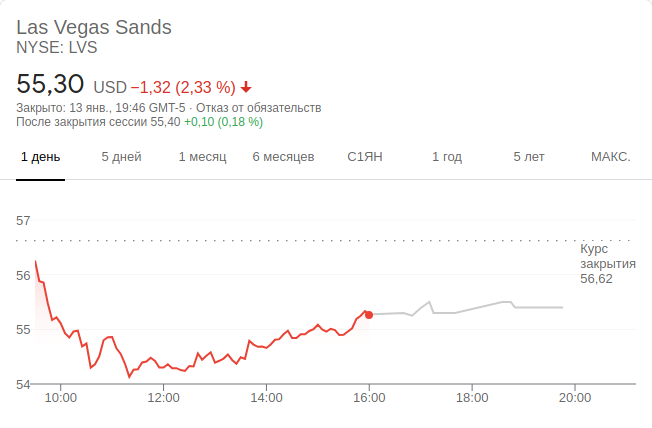 Las Vegas Sands
NYSE: LVS
55,30 USD −1,32 (2,33 %)
Закрыто: 13 янв., 19:46 GMT-5 · Отказ от обязательств
После закрытия сессии 55,40 +0,10 (0,18 %)
1 день 5 дней 1 месяц 6 месяцев С1ЯН 1 год 5 лет МАКС.
57
Курс
закрытия
56,62
56
55
54
10:00 12:00 14:00 16:00 18:00 20:00